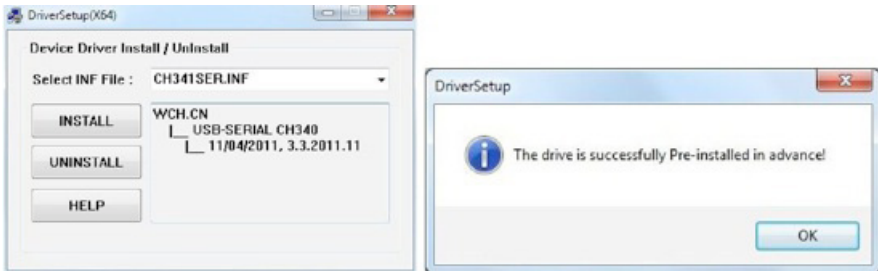 DriverSetup(X64)
Device Driver Install / UnInstall
Select INF File :
CH341SER.INF
INSTALL
UNINSTALL
HELP
WCH.CN
|__ USB-SERIAL CH340
|__ 11/04/2011, 3.3.2011.11
DriverSetup
The drive is successfully Pre-installed in advance!
OK